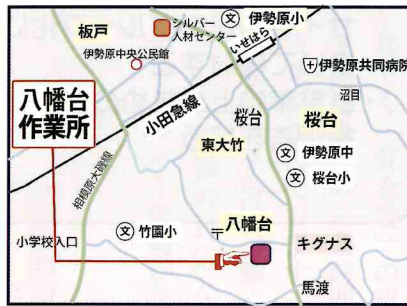 シルバー
人材センター
文 伊勢原小
板戸
伊勢原中央公民館
いせはら
伊勢原共同病院
八幡台
作業所
小田急線
桜台
桜台
沼目
東大竹
文 伊勢原中
文 桜台小
相模原大磯線
文 竹園小
八幡台
小学校入口
〒
キグナス
馬渡